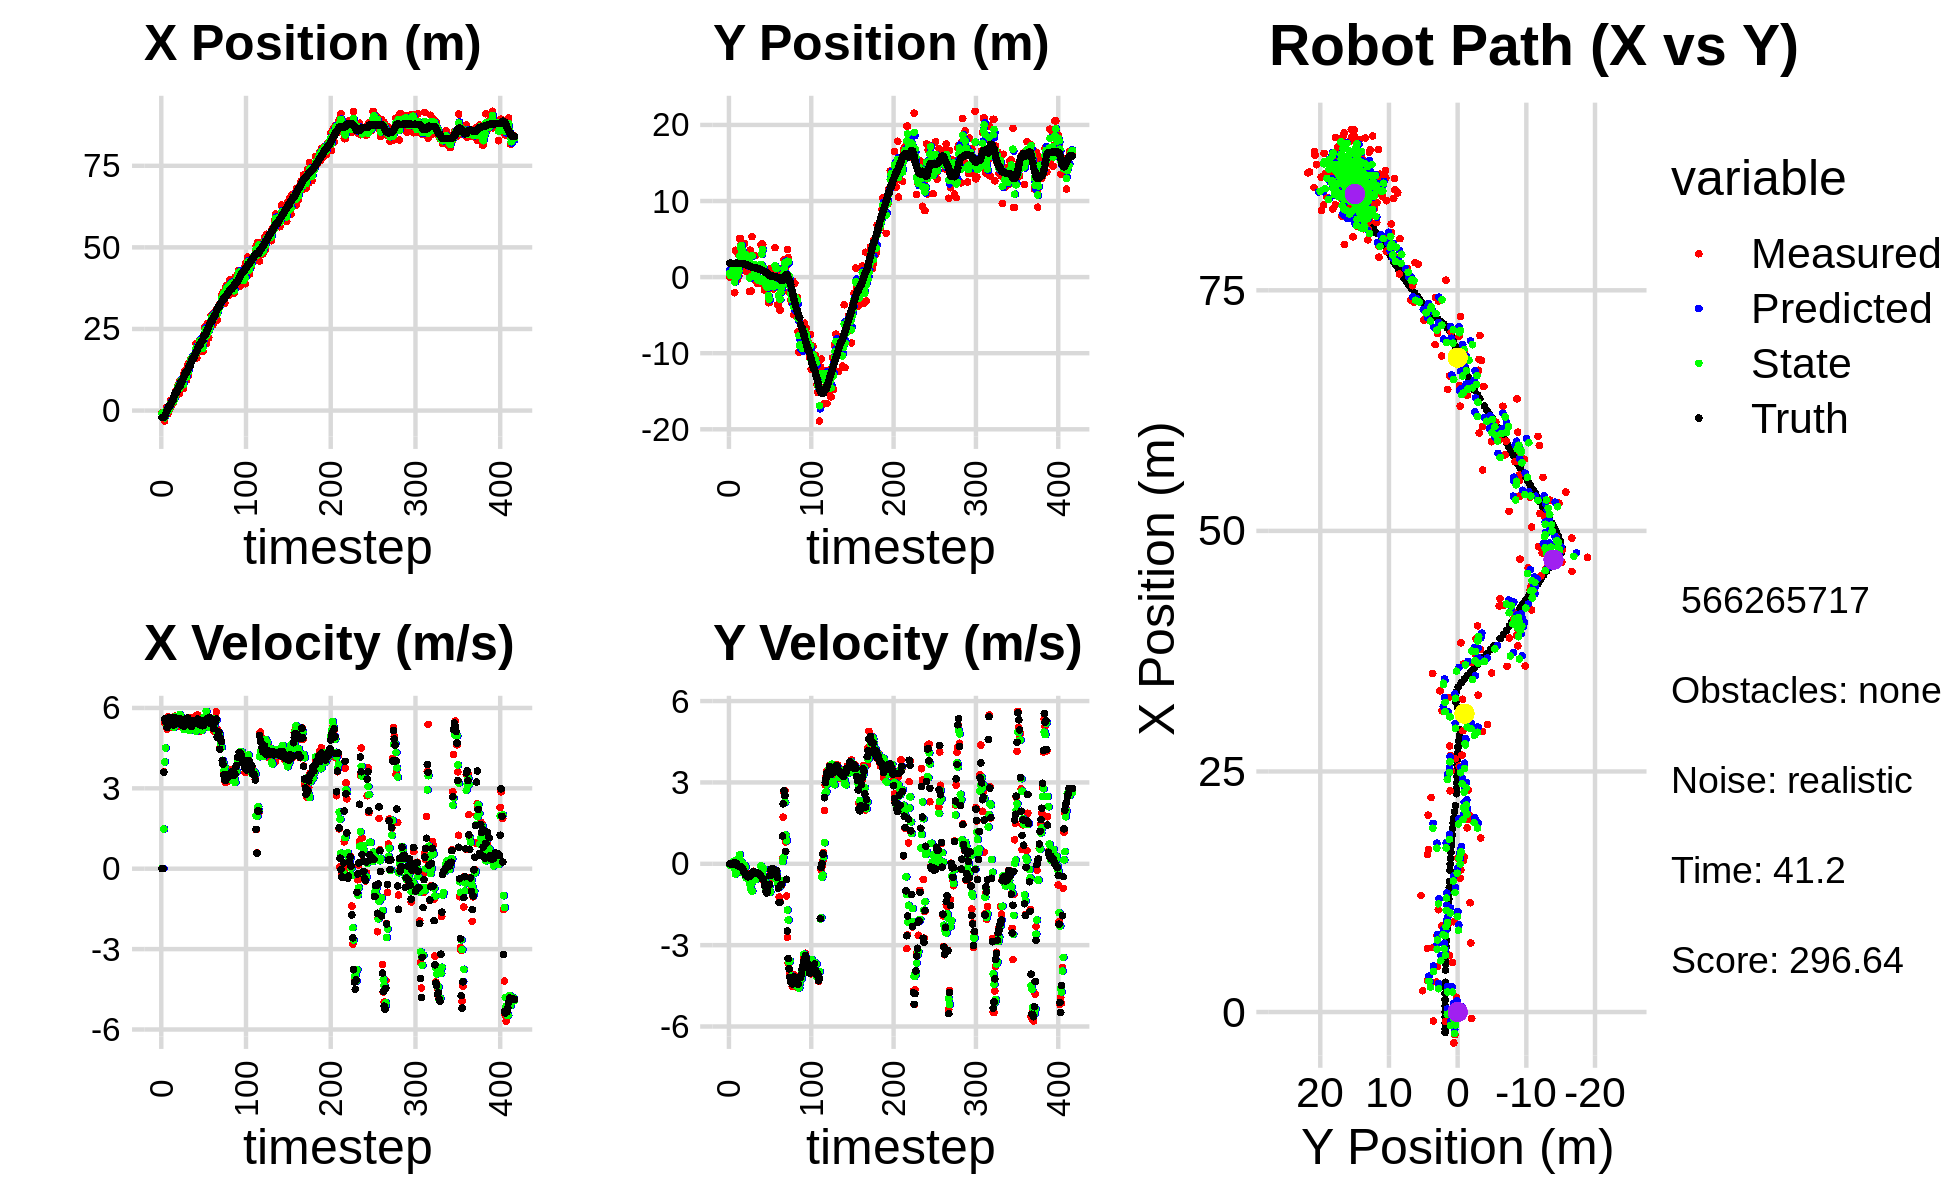 X Position (m)
75
50
25
0
0
100
200
300
400
timestep
Y Position (m)
20
10
0
-10
-20
0
100
200
300
400
timestep
X Velocity (m/s)
6
3
0
-3
-6
0
100
200
300
400
timestep
Y Velocity (m/s)
6
3
0
-3
-6
0
100
200
300
400
timestep
Robot Path (X vs Y)
X Position (m)
75
50
25
0
20 10 0 -10 -20
Y Position (m)
variable
Measured
Predicted
State
Truth
566265717
Obstacles: none
Noise: realistic
Time: 41.2
Score: 296.64